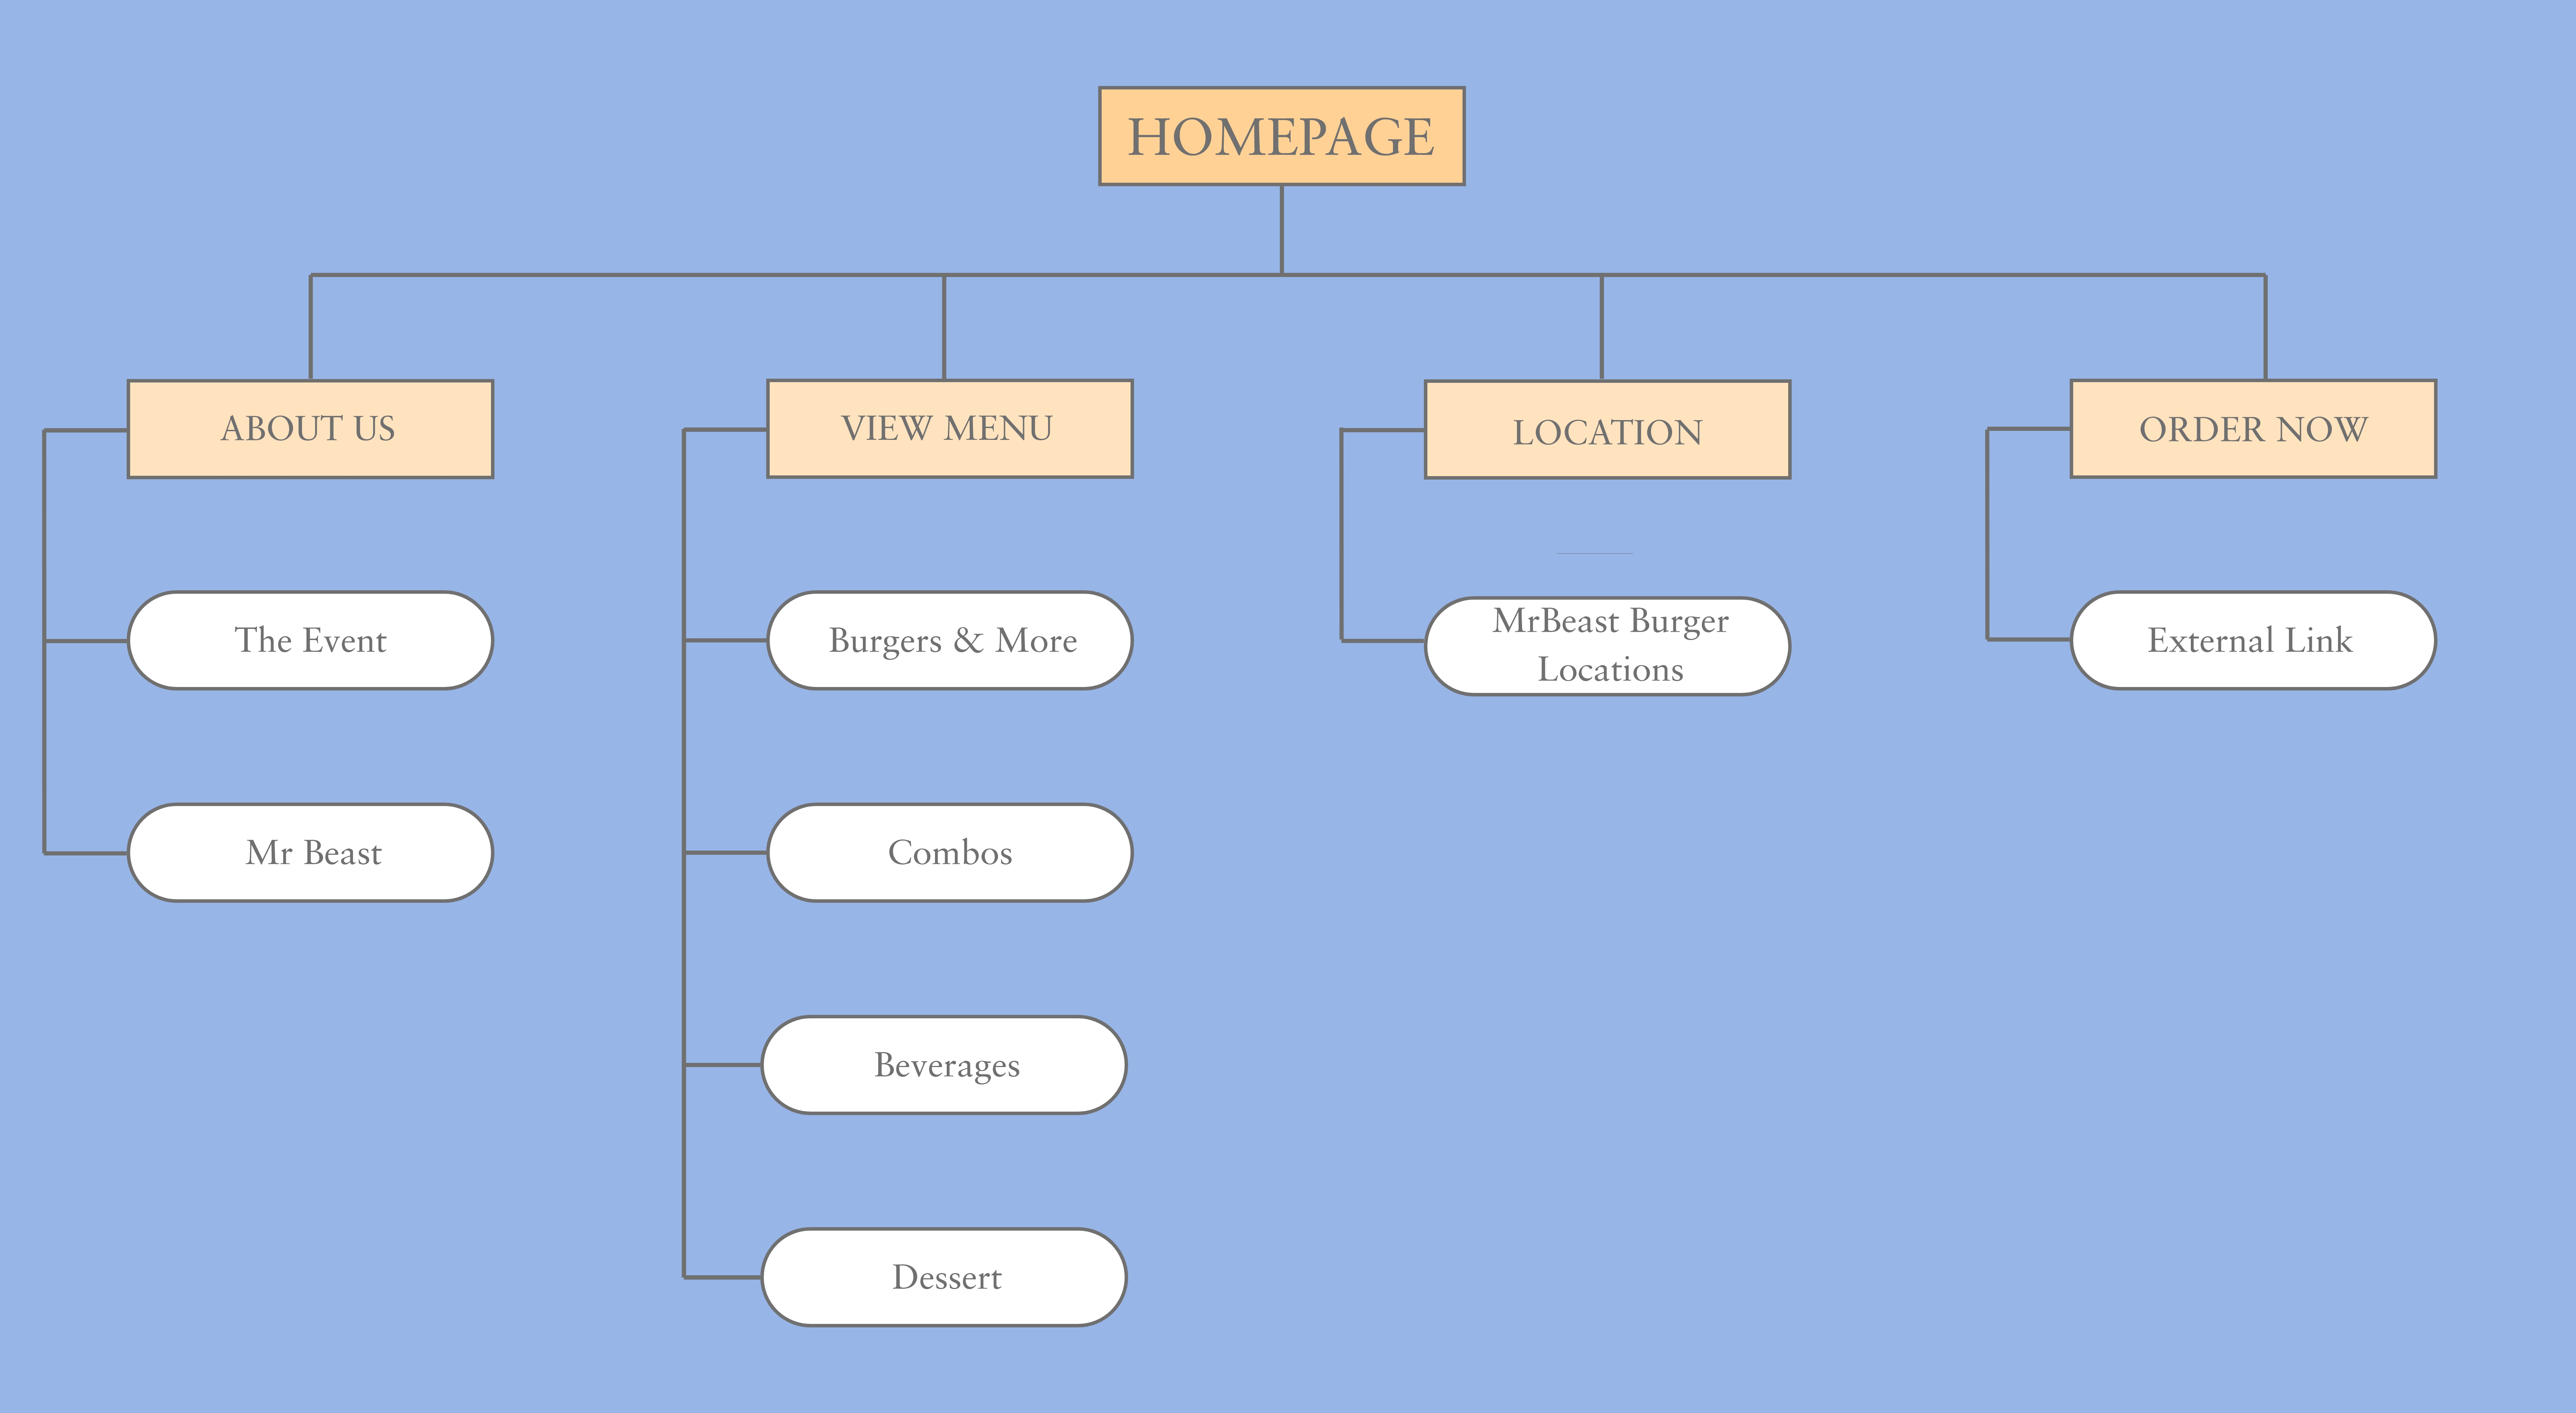 HOMEPAGE
ABOUT US
VIEW MENU
LOCATION
ORDER NOW
The Event
Burgers & More
MrBeast Burger
Locations
External Link
Mr Beast
Combos
Beverages
Dessert